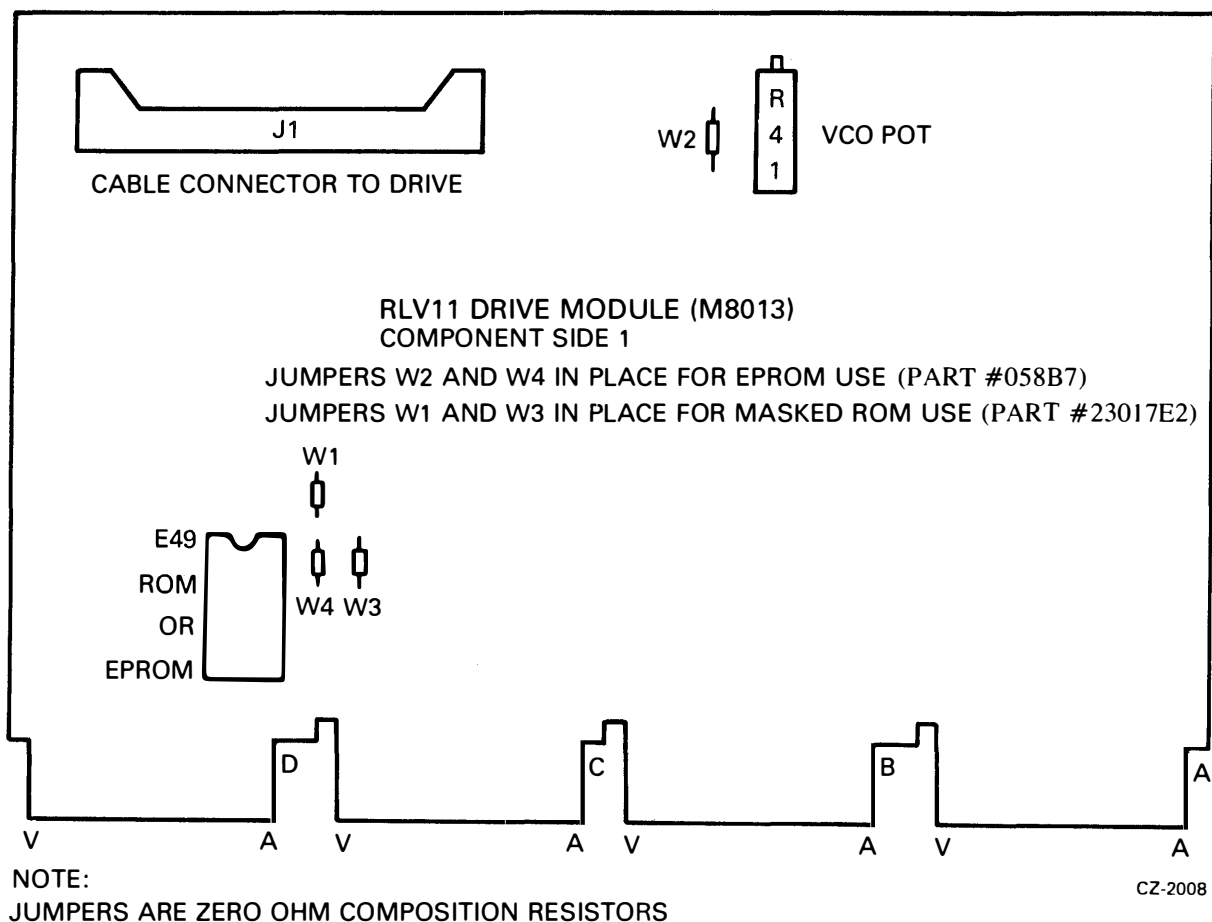 J1
CABLE CONNECTOR TO DRIVE
W2
R
4
1
VCO POT
RLV11 DRIVE MODULE (M8013)
COMPONENT SIDE 1
JUMPERS W2 AND W4 IN PLACE FOR EPROM USE (PART #058B7)
JUMPERS W1 AND W3 IN PLACE FOR MASKED ROM USE (PART #23017E2)
W1
E49
ROM
OR
EPROM
W4 W3
D
C
B
A
V
A
V
A
V
A
V
A
NOTE:
JUMPERS ARE ZERO OHM COMPOSITION RESISTORS
CZ-2008